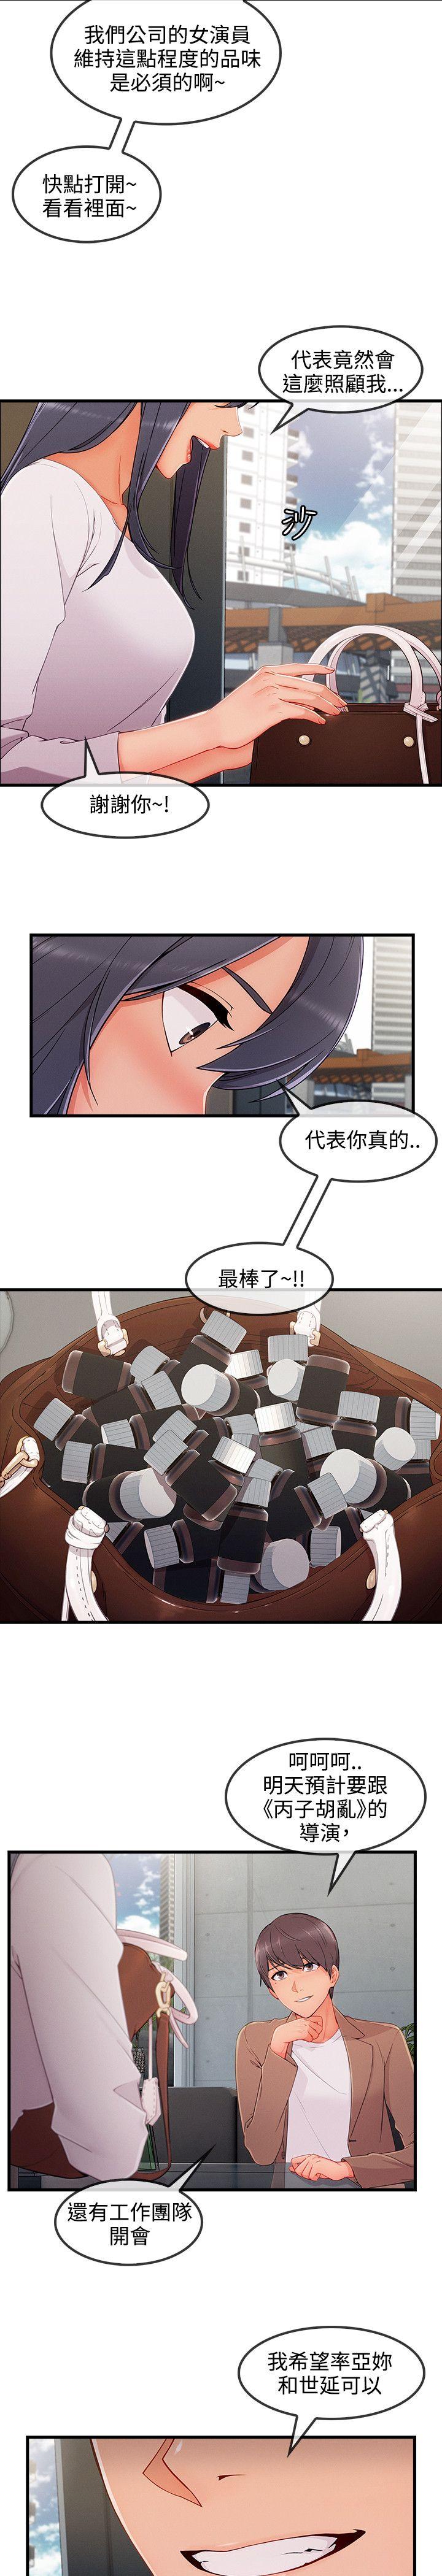 我們公司的女演員
維持這點程度的品味
是必須的啊~
快點打開~
看看裡面~
代表竟然會
這麼照顧我...
沙
謝謝你~!
代表你真的..
最棒了~!!
呵呵呵..
明天預計要跟
《丙子胡亂》的
導演,
還有工作團隊
開會
我希望率亞妳
和世延可以